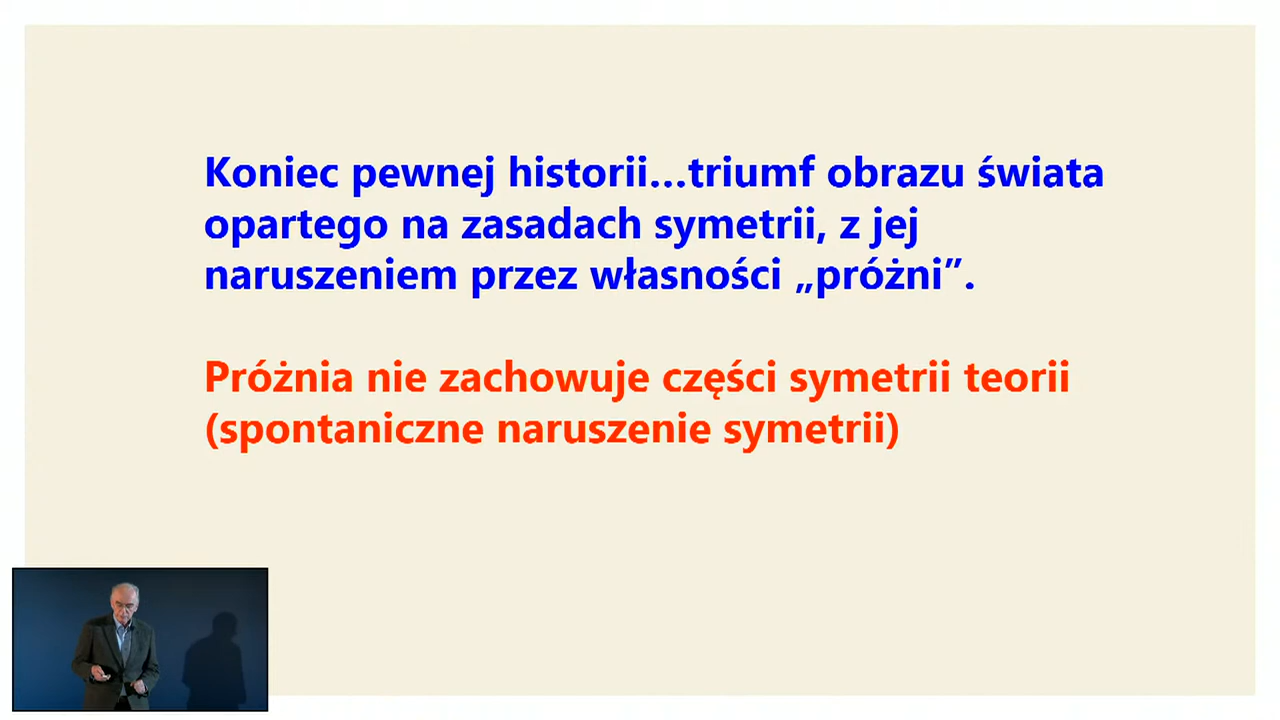 Koniec pewnej historii...triumf obrazu świata
opartego na zasadach symetrii, z jej
naruszeniem przez własności „próżni”.
Próżnia nie zachowuje części symetrii teorii
(spontaniczne naruszenie symetrii)